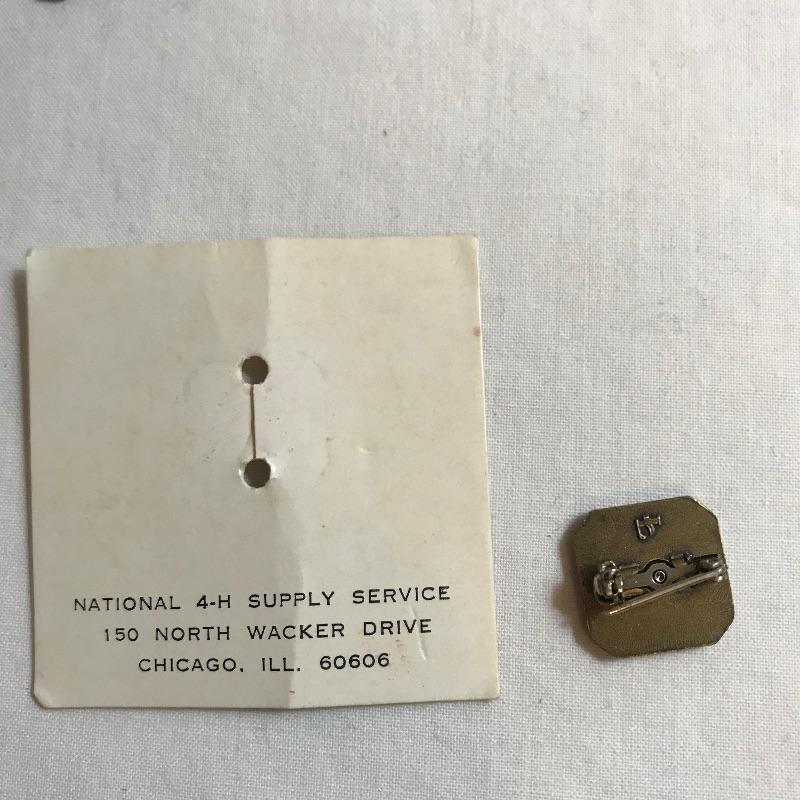 NATIONAL 4-H SUPPLY SERVICE
150 NORTH WACKER DRIVE
CHICAGO, ILL. 60606